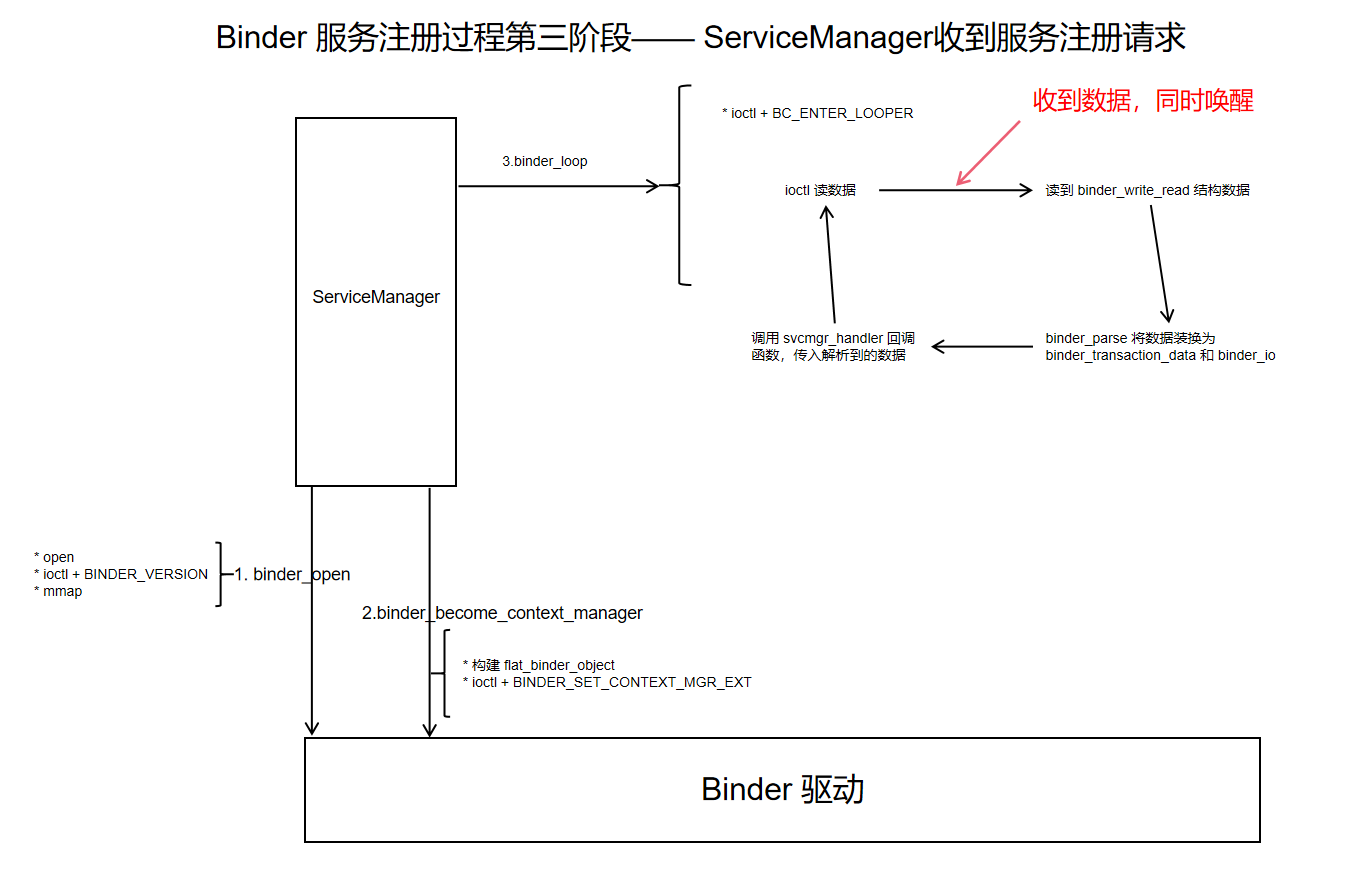 Binder 服务注册过程第三阶段—— ServiceManager收到服务注册请求
收到数据，同时唤醒
* ioctl + BC_ENTER_LOOPER
3.binder_loop
ioctl 读数据
读到 binder_write_read 结构数据
ServiceManager
调用 svcmgr_handler 回调
函数，传入解析到的数据
binder_parse 将数据装换为
binder_transaction_data 和 binder_io
* open
* ioctl + BINDER_VERSION
* mmap
1. binder_open
2.binder_become_context_manager
* 构建 flat_binder_object
* ioctl + BINDER_SET_CONTEXT_MGR_EXT
Binder 驱动